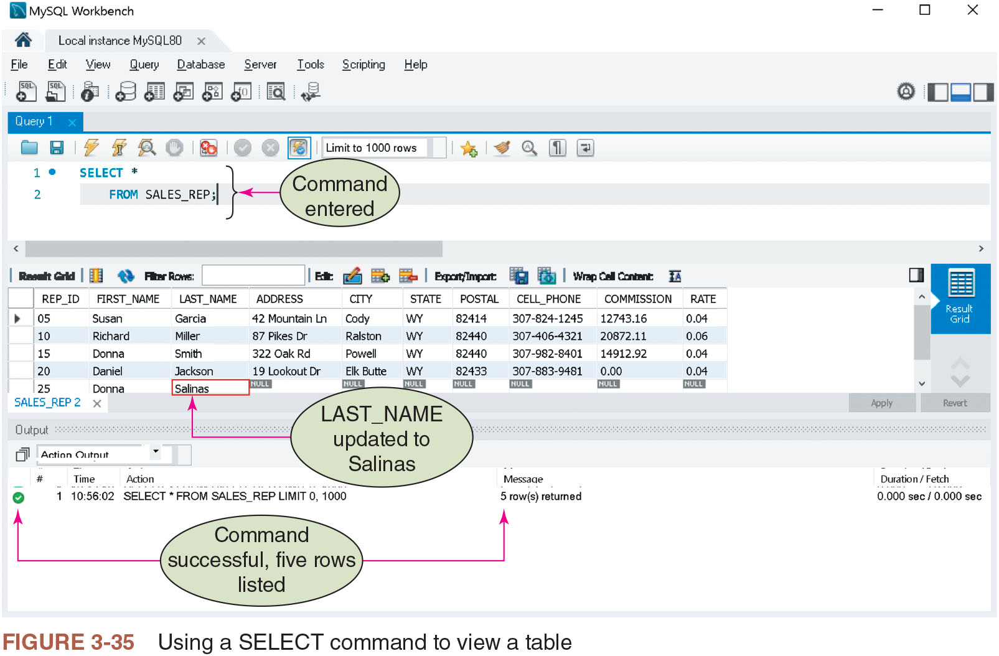 MySQL Workbench
Local instance MySQL80
File Edit View Query Database Server Tools Scripting Help
SQL SQL
Query 1
Limit to 1000 rows
1 SELECT *
2 FROM SALES_REP;
Command
entered
Result Grid Filter Rows: Edit: Export/Import: Wrap Cell Content: IA
REP_ID FIRST_NAME LAST_NAME ADDRESS CITY STATE POSTAL CELL_PHONE COMMISSION RATE
05 Susan Garcia 42 Mountain Ln Cody WY 82414 307-824-1245 12743.16 0.04
10 Richard Miller 87 Pikes Dr Ralston WY 82440 307-406-4321 20872.11 0.06
15 Donna Smith 322 Oak Rd Powell WY 82440 307-982-8401 14912.92 0.04
20 Daniel Jackson 19 Lookout Dr Elk Butte WY 82433 307-883-9481 0.00 0.04
25 Donna Salinas NULL NULL NULL NULL NULL NULL NULL
Result
Grid
SALES_REP 2
Apply Revert
LAST_NAME
updated to
Salinas
Output
Action Output
# Time Action Message Duration / Fetch
1 10:56:02 SELECT * FROM SALES_REP LIMIT 0, 1000 5 row(s) returned 0.000 sec / 0.000 sec
Command
successful, five rows
listed
FIGURE 3-35 Using a SELECT command to view a table